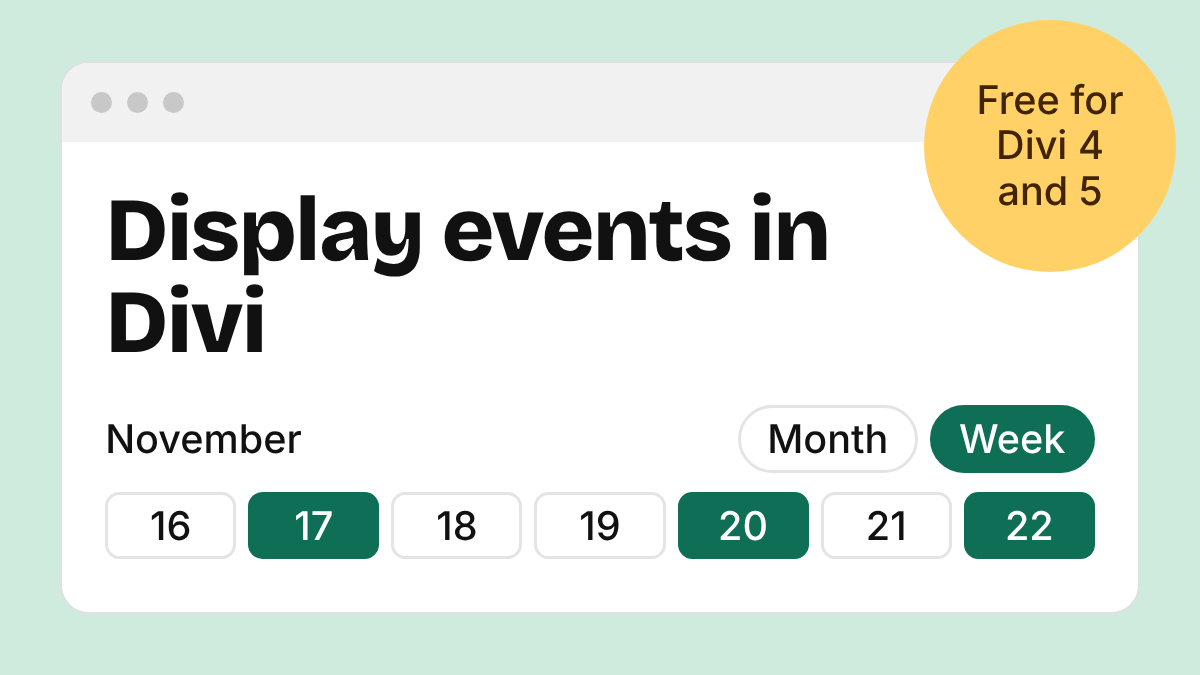 Free for
Divi 4
and 5
Display events in
Divi
November
Month
Week
16
17
18
19
20
21
22